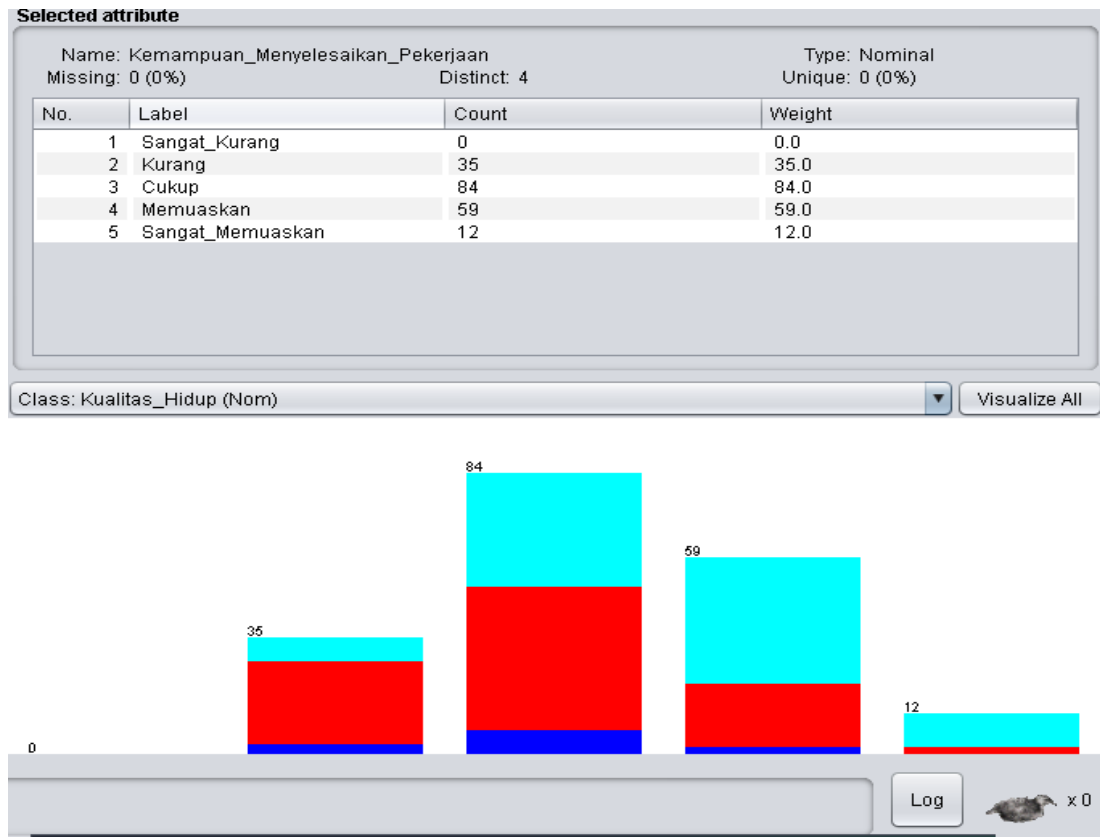 Selected attribute
Name: Kemampuan_Menyelesaikan_Pekerjaan Type: Nominal
Missing: 0 (0%) Distinct: 4 Unique: 0 (0%)
No. Label Count Weight
1 Sangat_Kurang 0 0.0
2 Kurang 35 35.0
3 Cukup 84 84.0
4 Memuaskan 59 59.0
5 Sangat_Memuaskan 12 12.0
Class: Kualitas_Hidup (Nom) Visualize All
84
59
35
12
0
Log x 0